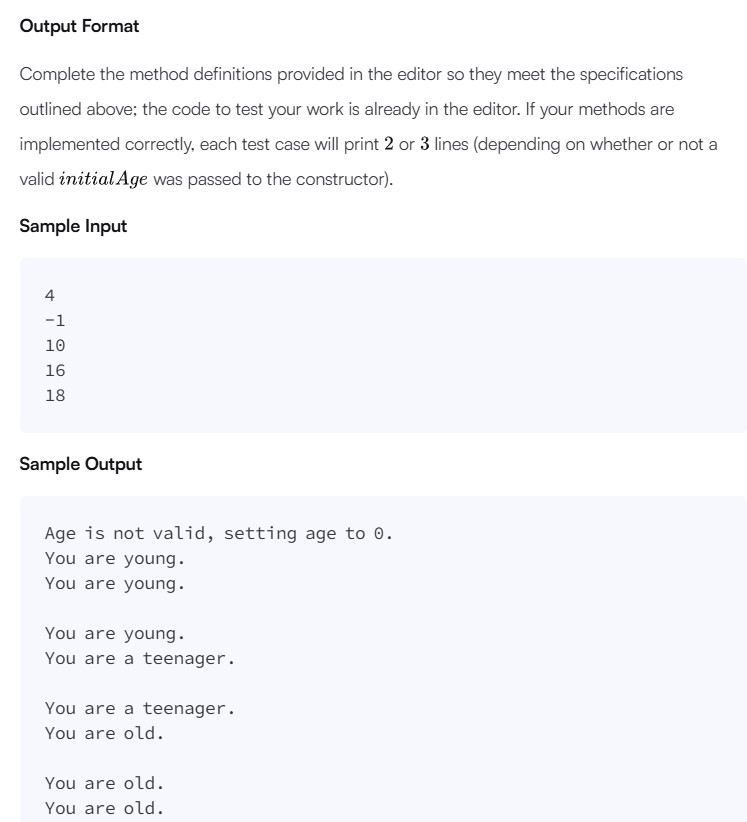 Output Format
Complete the method definitions provided in the editor so they meet the specifications
outlined above; the code to test your work is already in the editor. If your methods are
implemented correctly, each test case will print 2 or 3 lines (depending on whether or not a
valid initialAge was passed to the constructor).
Sample Input
4
-1
10
16
18
Sample Output
Age is not valid, setting age to 0.
You are young.
You are young.
You are young.
You are a teenager.
You are a teenager.
You are old.
You are old.
You are old.